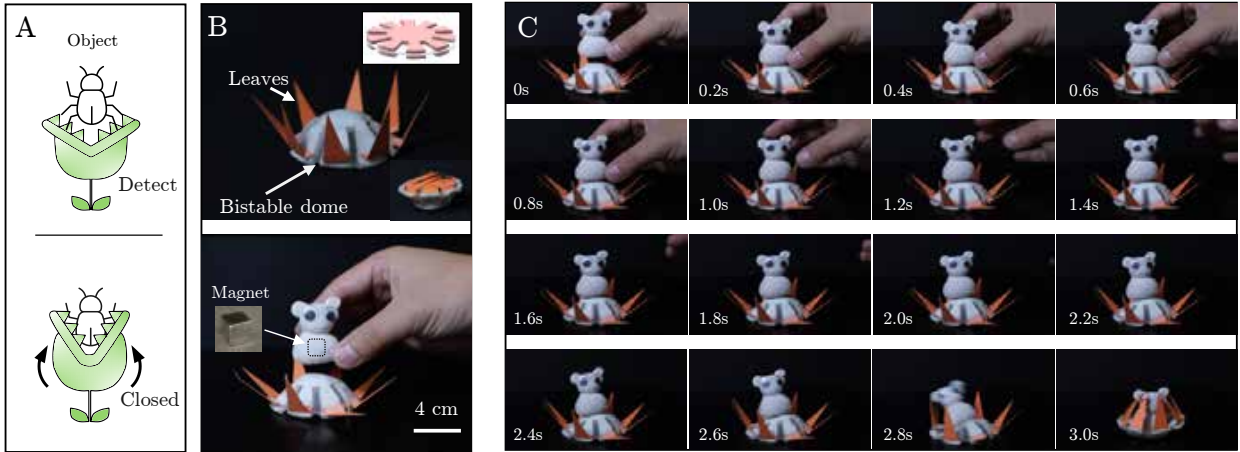 A
Object
Detect
Closed
B
Leaves
Bistable dome
Magnet
4 cm
C
0s
0.2s
0.4s
0.6s
0.8s
1.0s
1.2s
1.4s
1.6s
1.8s
2.0s
2.2s
2.4s
2.6s
2.8s
3.0s